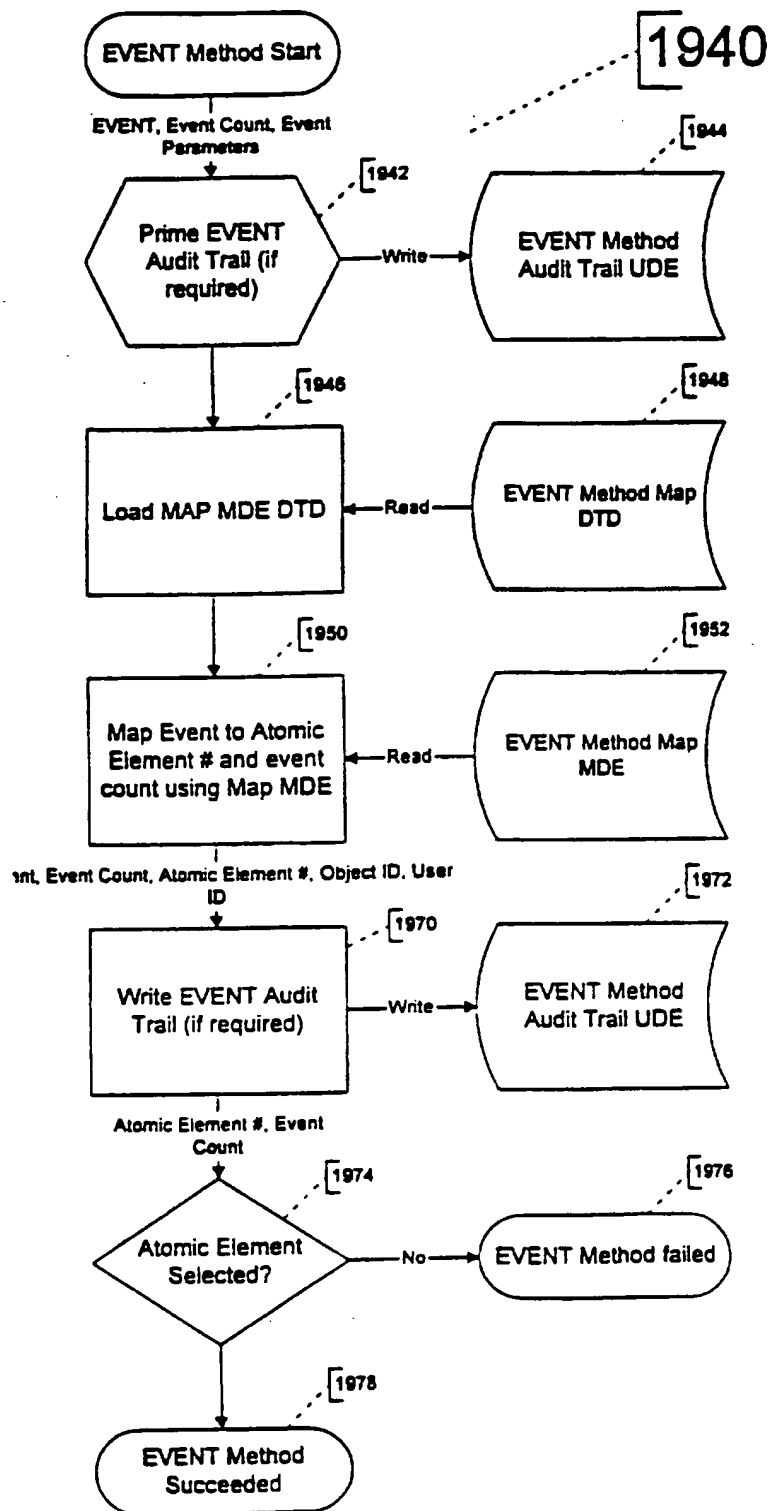 EVENT Method Start
1940
EVENT, Event Count, Event
Parameters
1942
1944
Prime EVENT
Audit Trail (if
required)
Write
EVENT Method
Audit Trail UDE
1946
1948
Load MAP MDE DTD
Read
EVENT Method Map
DTD
1950
1952
Map Event to Atomic
Element # and event
count using Map MDE
Read
EVENT Method Map
MDE
nt, Event Count, Atomic Element #, Object ID, User
ID
1970
1972
Write EVENT Audit
Trail (if required)
Write
EVENT Method
Audit Trail UDE
Atomic Element #, Event
Count
1974
1976
Atomic Element
Selected?
No
EVENT Method failed
1978
EVENT Method
Succeeded